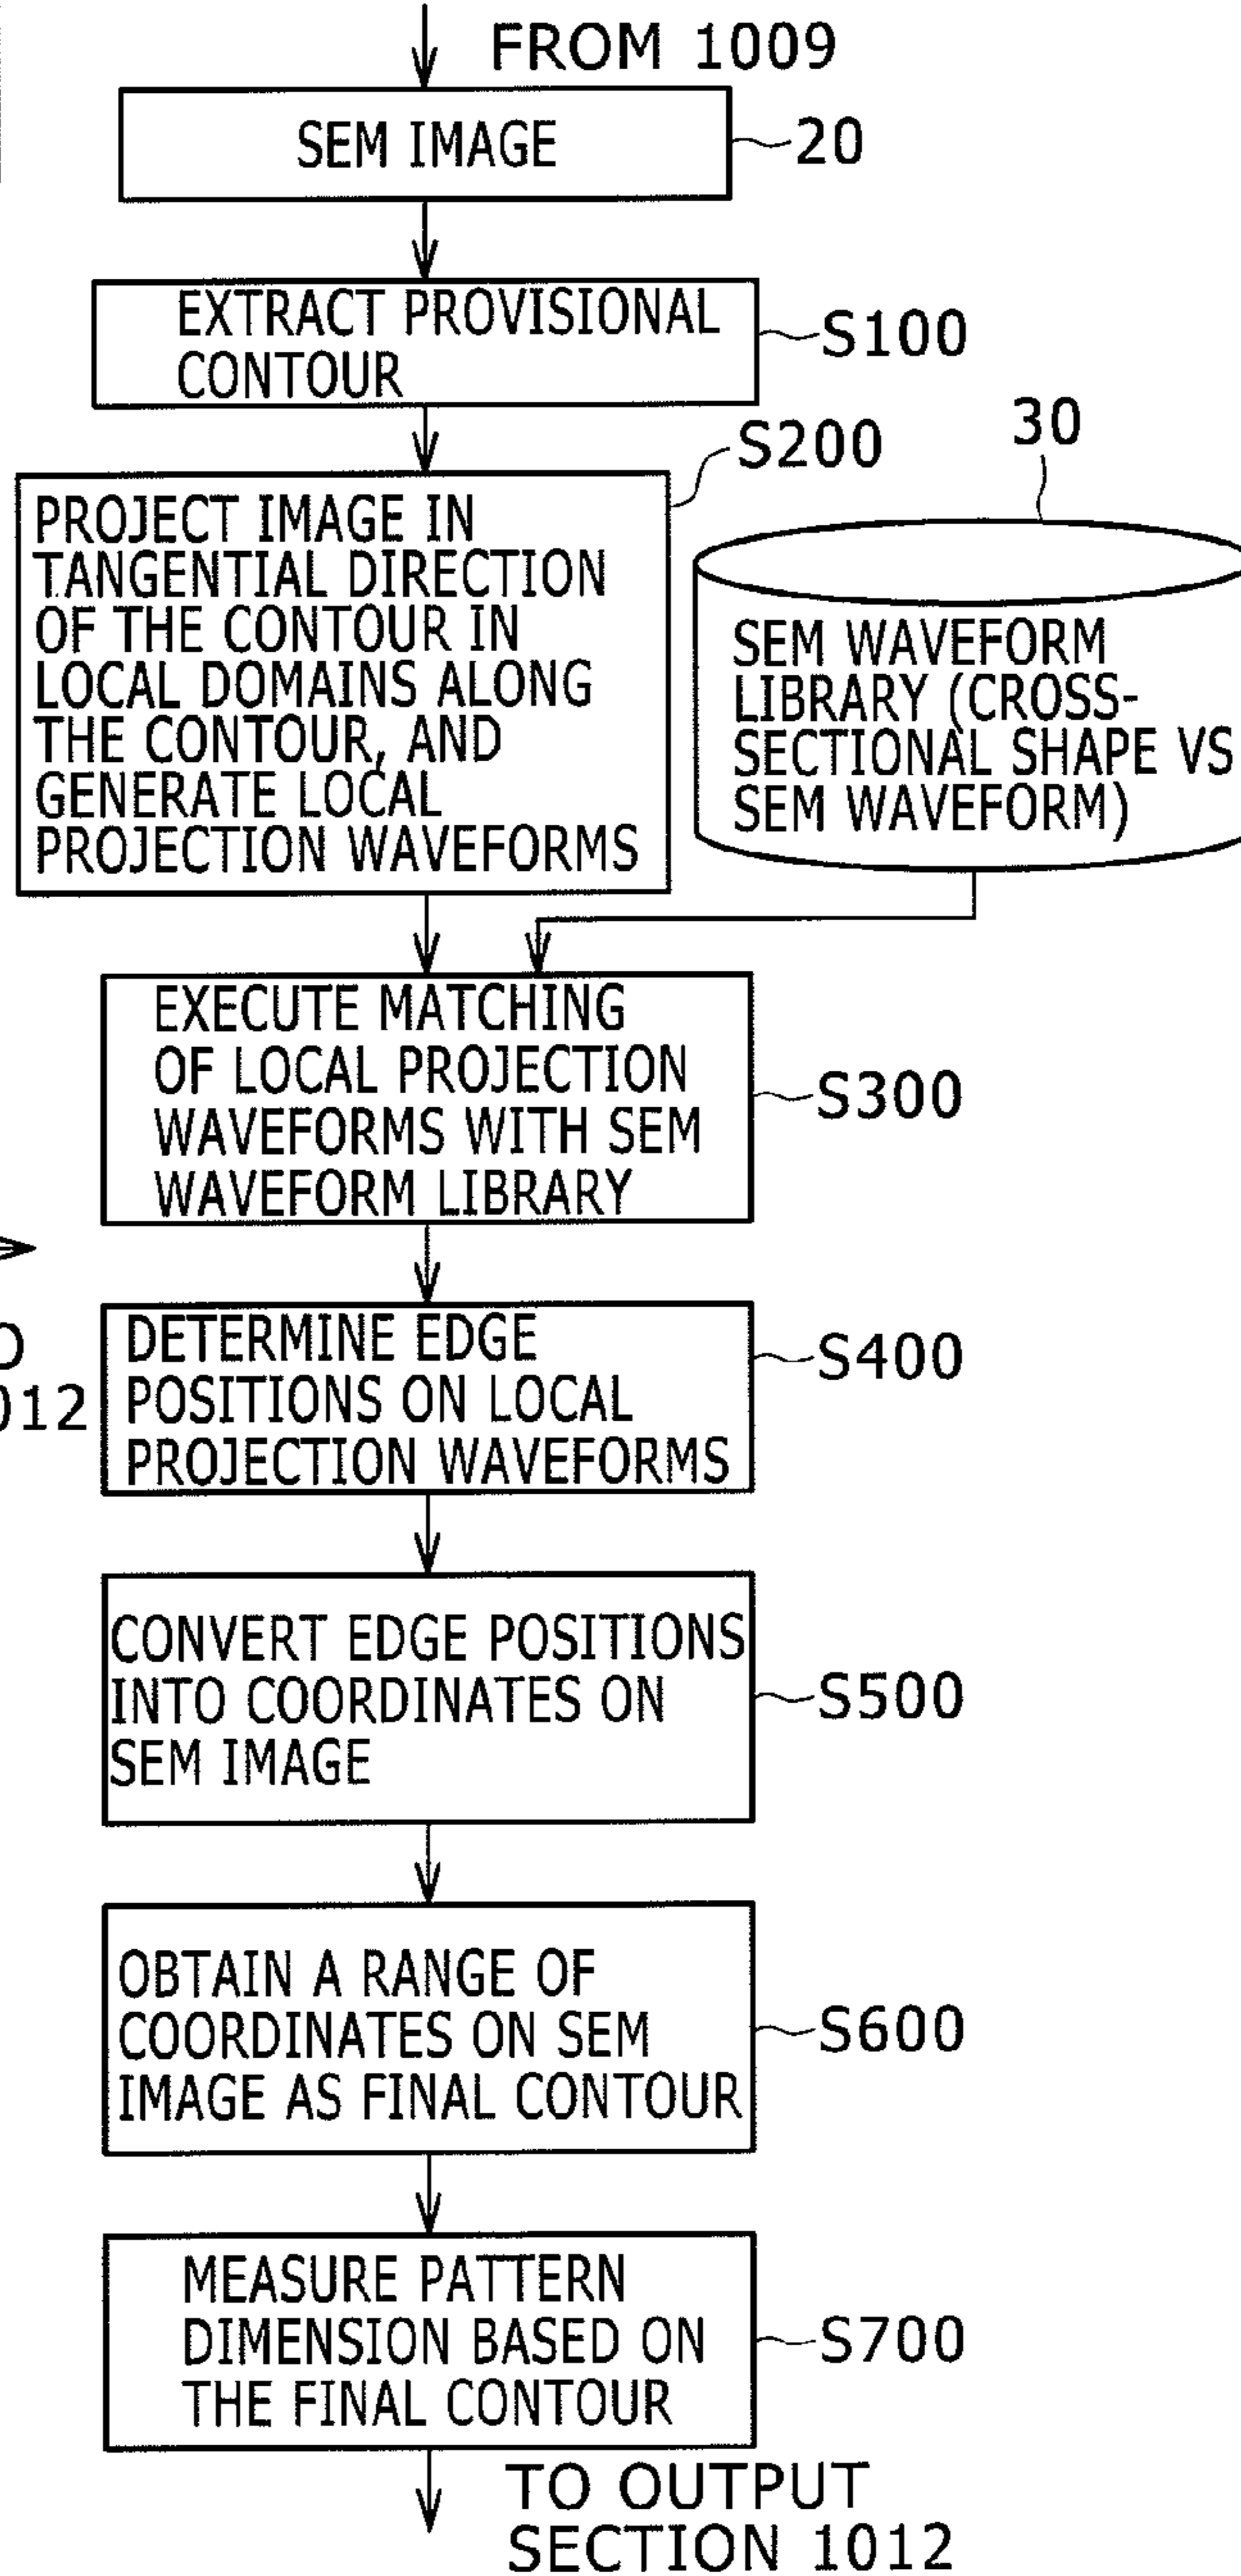 FROM 1009
SEM IMAGE
20
EXTRACT PROVISIONAL
CONTOUR
S100
S200
PROJECT IMAGE IN
TANGENTIAL DIRECTION
OF THE CONTOUR IN
LOCAL DOMAINS ALONG
THE CONTOUR, AND
GENERATE LOCAL
PROJECTION WAVEFORMS
30
SEM WAVEFORM
LIBRARY (CROSS-
SECTIONAL SHAPE VS
SEM WAVEFORM)
EXECUTE MATCHING
OF LOCAL PROJECTION
WAVEFORMS WITH SEM
WAVEFORM LIBRARY
S300
DETERMINE EDGE
POSITIONS ON LOCAL
PROJECTION WAVEFORMS
S400
CONVERT EDGE POSITIONS
INTO COORDINATES ON
SEM IMAGE
S500
OBTAIN A RANGE OF
COORDINATES ON SEM
IMAGE AS FINAL CONTOUR
S600
MEASURE PATTERN
DIMENSION BASED ON
THE FINAL CONTOUR
S700
TO OUTPUT
SECTION 1012